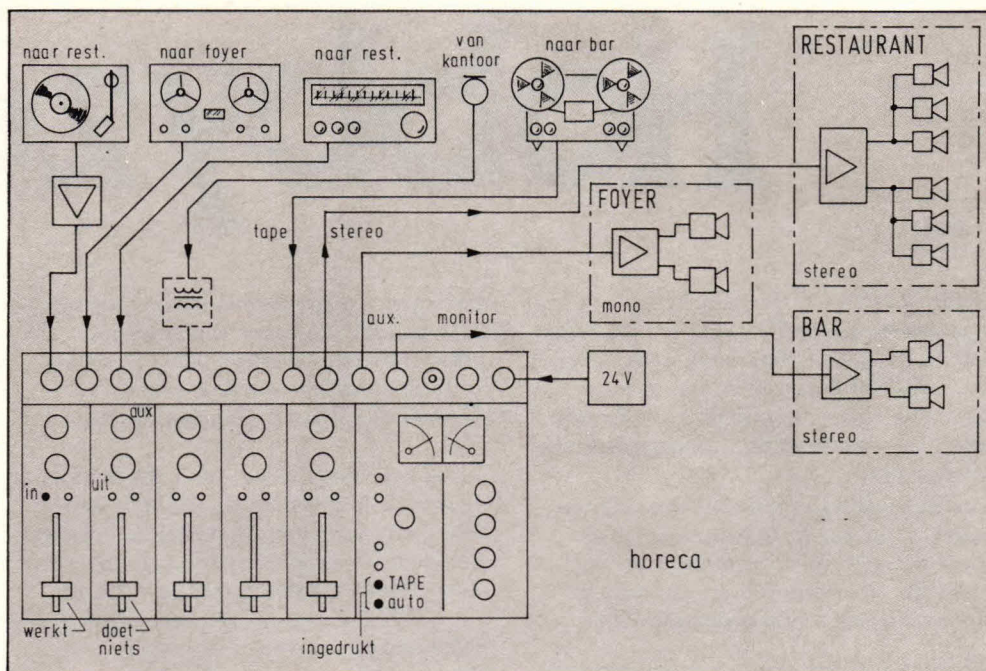 naar rest.
naar foyer
naar rest.
van
kantoor
naar bar
RESTAURANT
stereo
FOYER
mono
tape
stereo
aux.
monitor
BAR
stereo
24V
aux
in
uit
TAPE
auto
werkt
doet
niets
ingedrukt
horeca